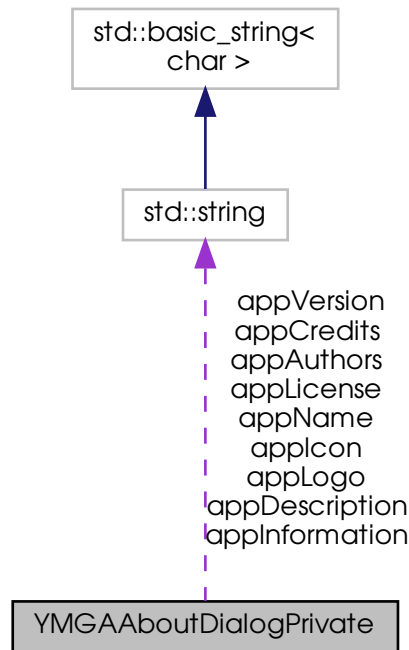 std::basic_string<
char >
std::string
appVersion
appCredits
appAuthors
appLicense
appName
appIcon
appLogo
appDescription
appInformation
YMGAAboutDialogPrivate